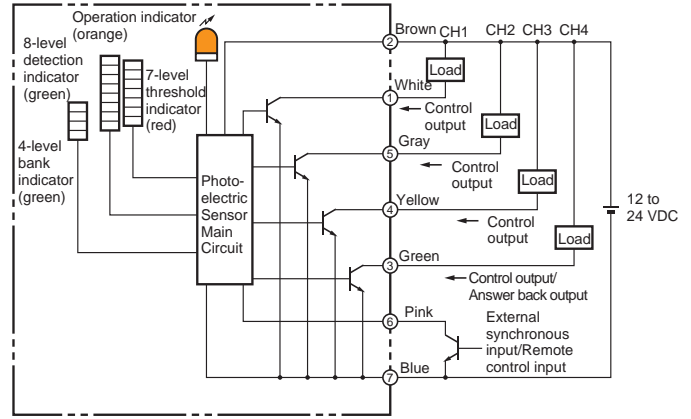 Operation indicator
(orange)
8-level
detection
indicator
(green)
7-level
threshold
indicator
(red)
4-level
bank
indicator
(green)
Photo-
electric
Sensor
Main
Circuit
2
Brown
CH1
CH2
CH3
CH4
Load
White
1
Control
output
Load
Gray
5
Control
output
Load
Yellow
4
Control
output
12 to
24 VDC
Load
Green
3
Control output/
Answer back output
Pink
6
External
synchronous
input/Remote
control input
Blue
7